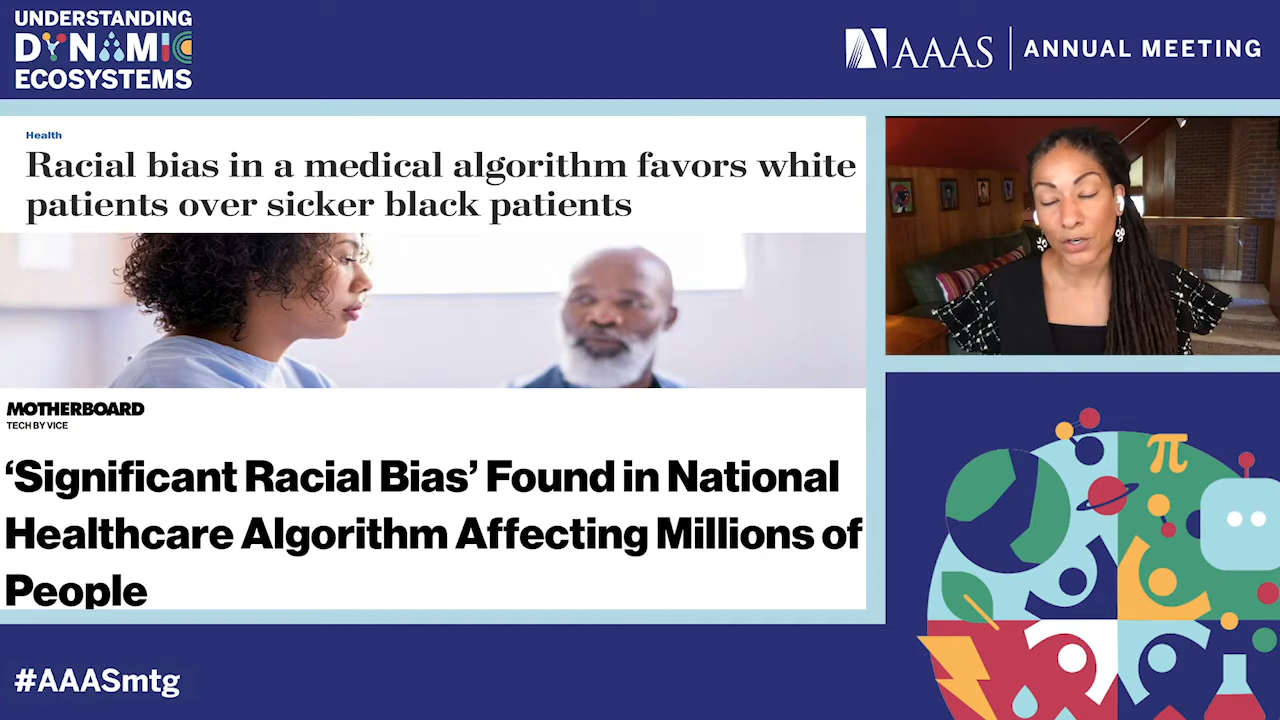 UNDERSTANDING
DYNAMIC
ECOSYSTEMS
AAAS
ANNUAL MEETING
Health
Racial bias in a medical algorithm favors white
patients over sicker black patients
MOTHERBOARD
TECH BY VICE
‘Significant Racial Bias’ Found in National
Healthcare Algorithm Affecting Millions of
People
π
#AAASmtg